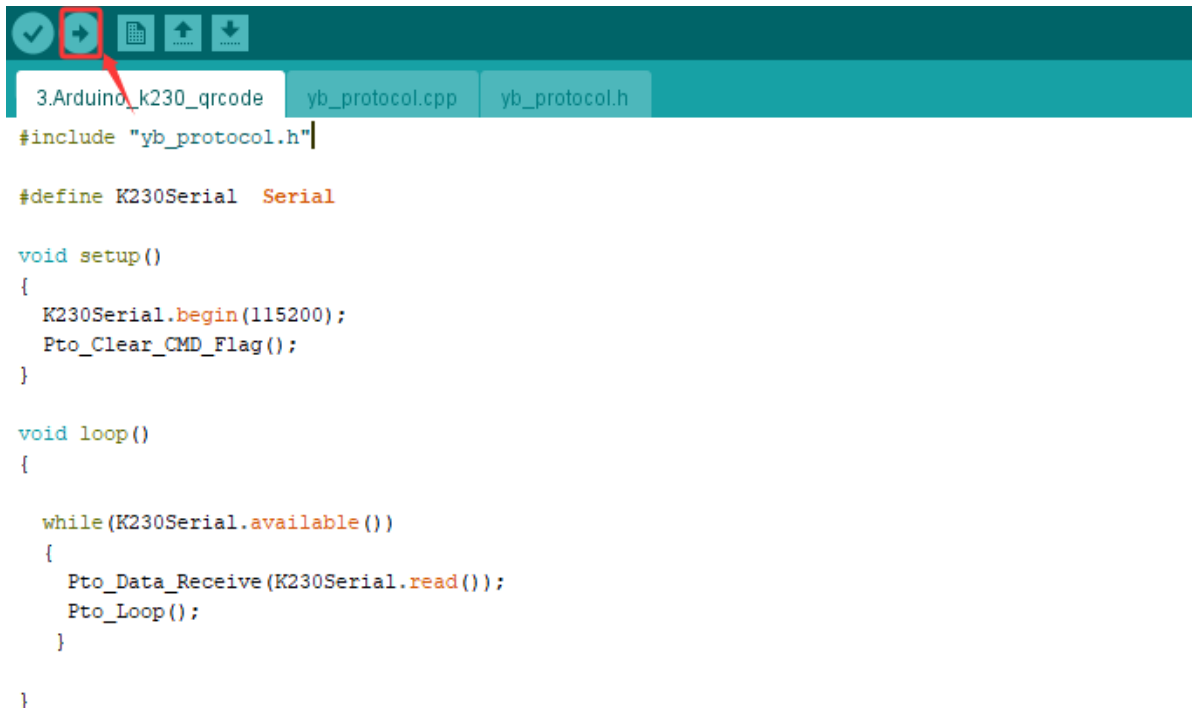 3.Arduino_k230_qrcode yb_protocol.cpp yb_protocol.h
#include "yb_protocol.h"
#define K230Serial  Serial
void setup()
{
  K230Serial.begin(115200);
  Pto_Clear_CMD_Flag();
}
void loop()
{
  while(K230Serial.available())
  {
    Pto_Data_Receive(K230Serial.read());
    Pto_Loop();
   }
}